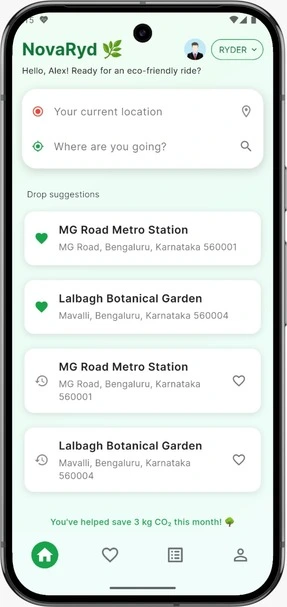 NovaRyd 🌿
RYDER
Hello, Alex! Ready for an eco-friendly ride?
Your current location
Where are you going?
Drop suggestions
MG Road Metro Station
MG Road, Bengaluru, Karnataka 560001
Lalbagh Botanical Garden
Mavalli, Bengaluru, Karnataka 560004
MG Road Metro Station
MG Road, Bengaluru, Karnataka
560001
Lalbagh Botanical Garden
Mavalli, Bengaluru, Karnataka
560004
You've helped save 3 kg CO₂ this month! 🌳